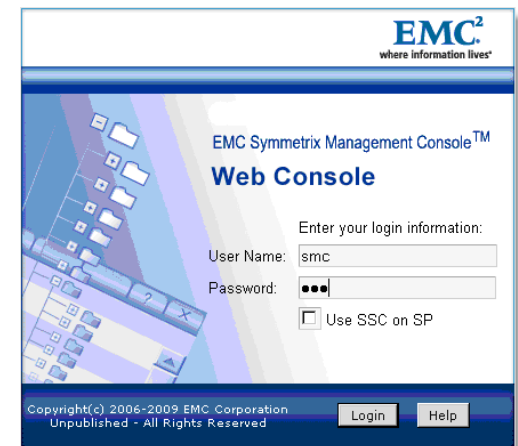 EMC²
where information lives®
EMC Symmetrix Management Console™
Web Console
Enter your login information:
User Name: smc
Password: ●●●
Use SSC on SP
Copyright(c) 2006-2009 EMC Corporation
Unpublished - All Rights Reserved
Login Help